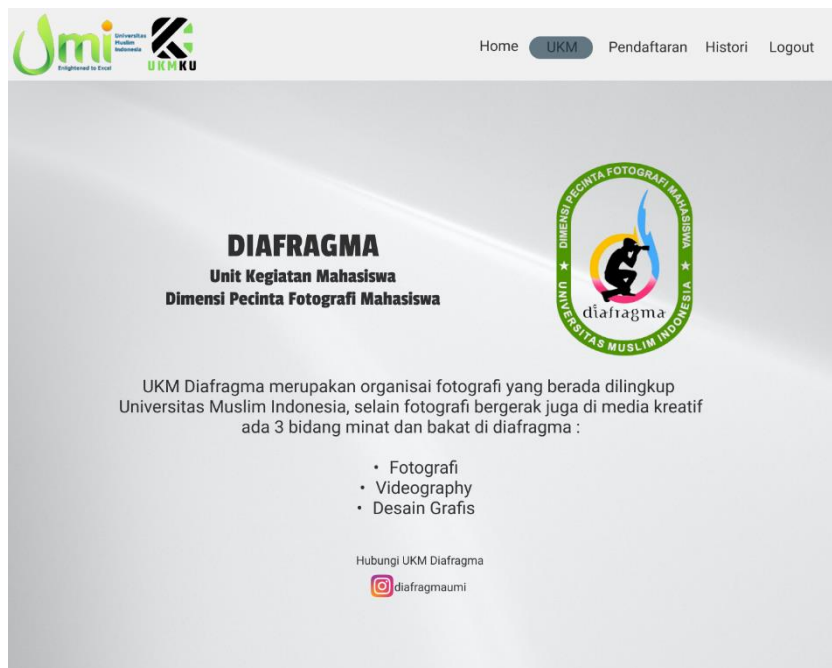 Umi Universitas
Muslim
Indonesia
Enlightened to Excel
UKMKU
Home UKM Pendaftaran Histori Logout
DIAFRAGMA
Unit Kegiatan Mahasiswa
Dimensi Pecinta Fotografi Mahasiswa
DIMENSI PECINTA FOTOGRAFI MAHASISWA
diafragma
UNIVERSITAS MUSLIM INDONESIA
UKM Diafragma merupakan organisai fotografi yang berada dilingkup
Universitas Muslim Indonesia, selain fotografi bergerak juga di media kreatif
ada 3 bidang minat dan bakat di diafragma :
• Fotografi
• Videography
• Desain Grafis
Hubungi UKM Diafragma
diafragmaumi